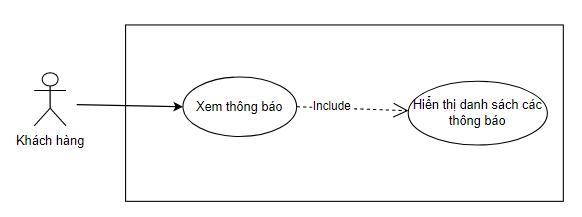 Khách hàng
Xem thông báo
Include
Hiển thị danh sách các
thông báo